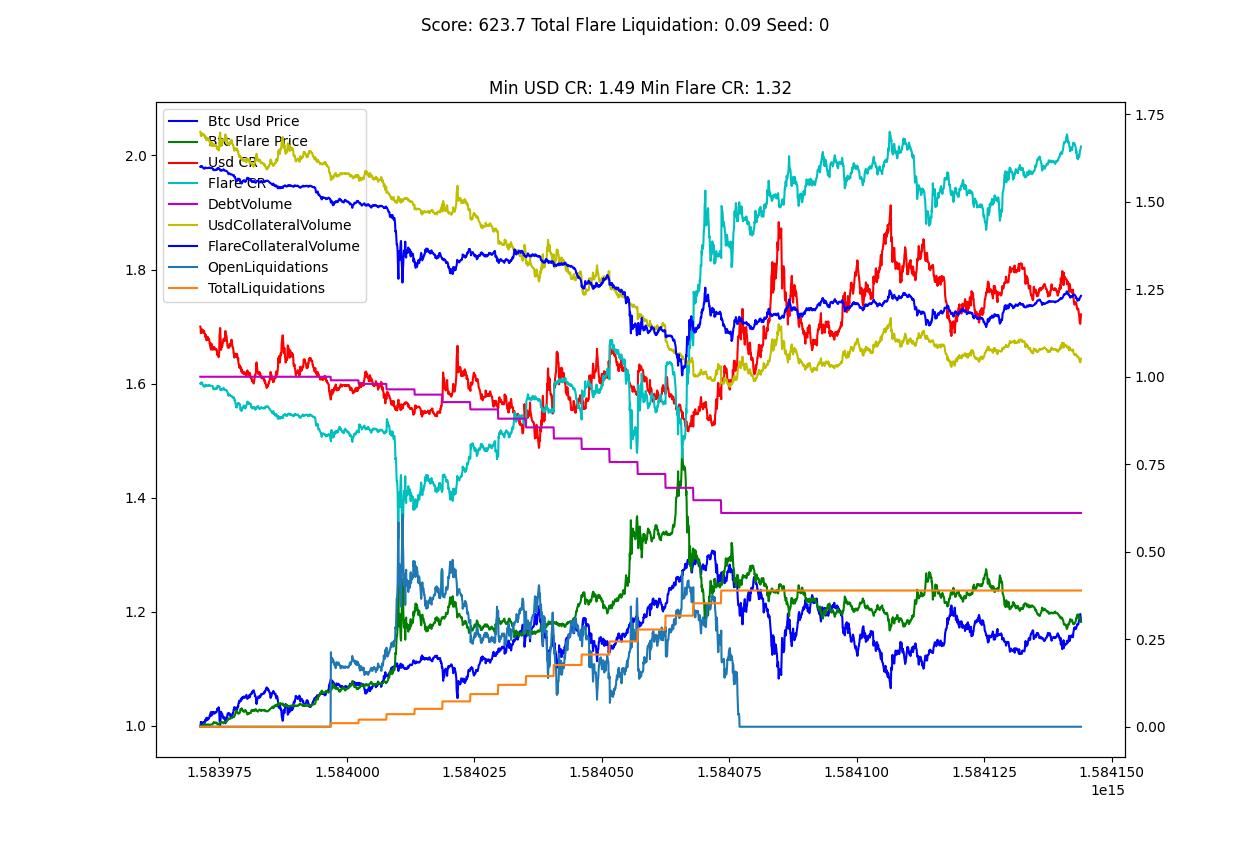 Score: 623.7 Total Flare Liquidation: 0.09 Seed: 0
Min USD CR: 1.49 Min Flare CR: 1.32
Btc Usd Price
Btc Flare Price
Usd CR
Flare CR
DebtVolume
UsdCollateralVolume
FlareCollateralVolume
OpenLiquidations
TotalLiquidations
2.0
1.8
1.6
1.4
1.2
1.0
1.75
1.50
1.25
1.00
0.75
0.50
0.25
0.00
1.583975 1.584000 1.584025 1.584050 1.584075 1.584100 1.584125 1.584150
1e15